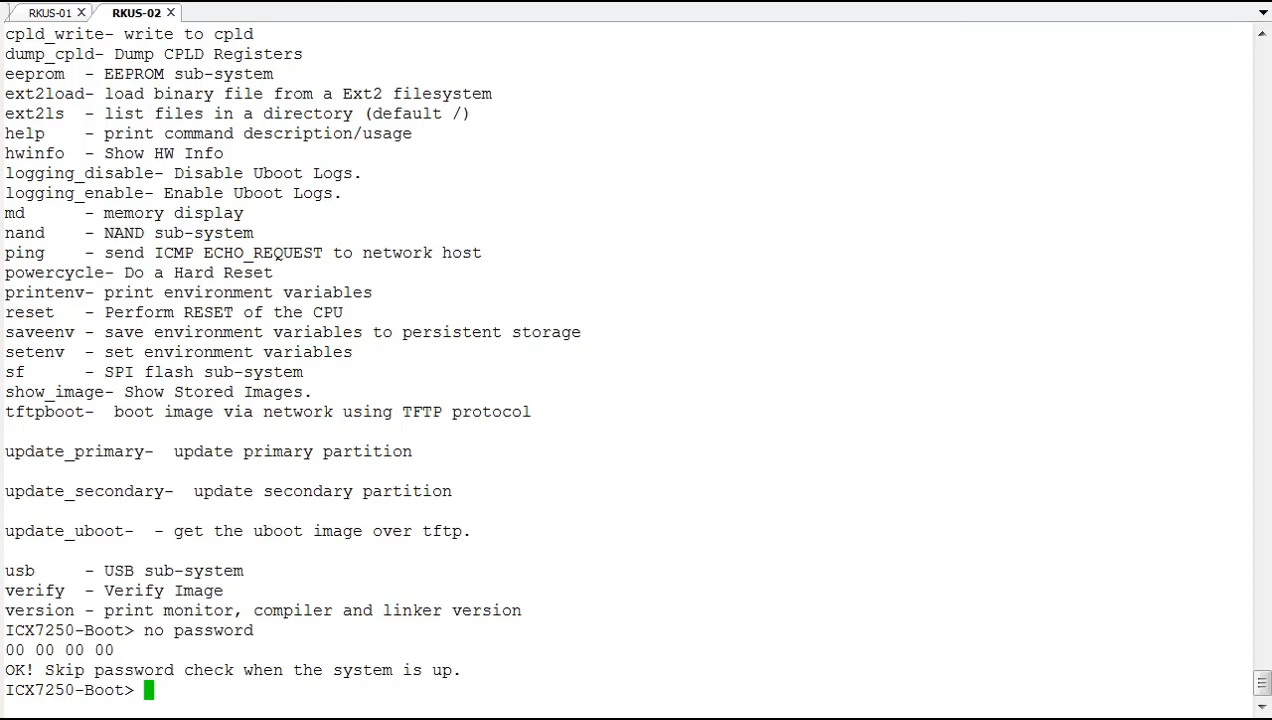 RKUS-01 X RKUS-02 X
cpld_write- write to cpld
dump_cpld- Dump CPLD Registers
eeprom  - EEPROM sub-system
ext2load- load binary file from a Ext2 filesystem
ext2ls  - list files in a directory (default /)
help    - print command description/usage
hwinfo  - Show HW Info
logging_disable- Disable Uboot Logs.
logging_enable- Enable Uboot Logs.
md      - memory display
nand    - NAND sub-system
ping    - send ICMP ECHO_REQUEST to network host
powercycle- Do a Hard Reset
printenv- print environment variables
reset   - Perform RESET of the CPU
saveenv - save environment variables to persistent storage
setenv  - set environment variables
sf      - SPI flash sub-system
show_image- Show Stored Images.
tftpboot-  boot image via network using TFTP protocol
update_primary-  update primary partition
update_secondary-  update secondary partition
update_uboot-  - get the uboot image over tftp.
usb     - USB sub-system
verify  - Verify Image
version - print monitor, compiler and linker version
ICX7250-Boot> no password
00 00 00 00
OK! Skip password check when the system is up.
ICX7250-Boot>